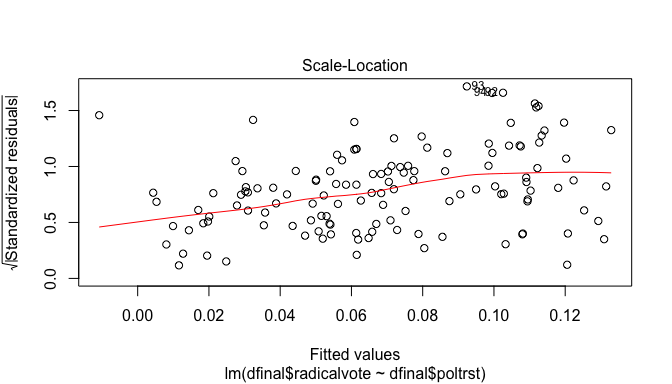 Scale-Location
√|Standardized residuals|
1.5
1.0
0.5
0.0
93
0.00 0.02 0.04 0.06 0.08 0.10 0.12
Fitted values
lm(dfinal$radicalvote ~ dfinal$poltrst)